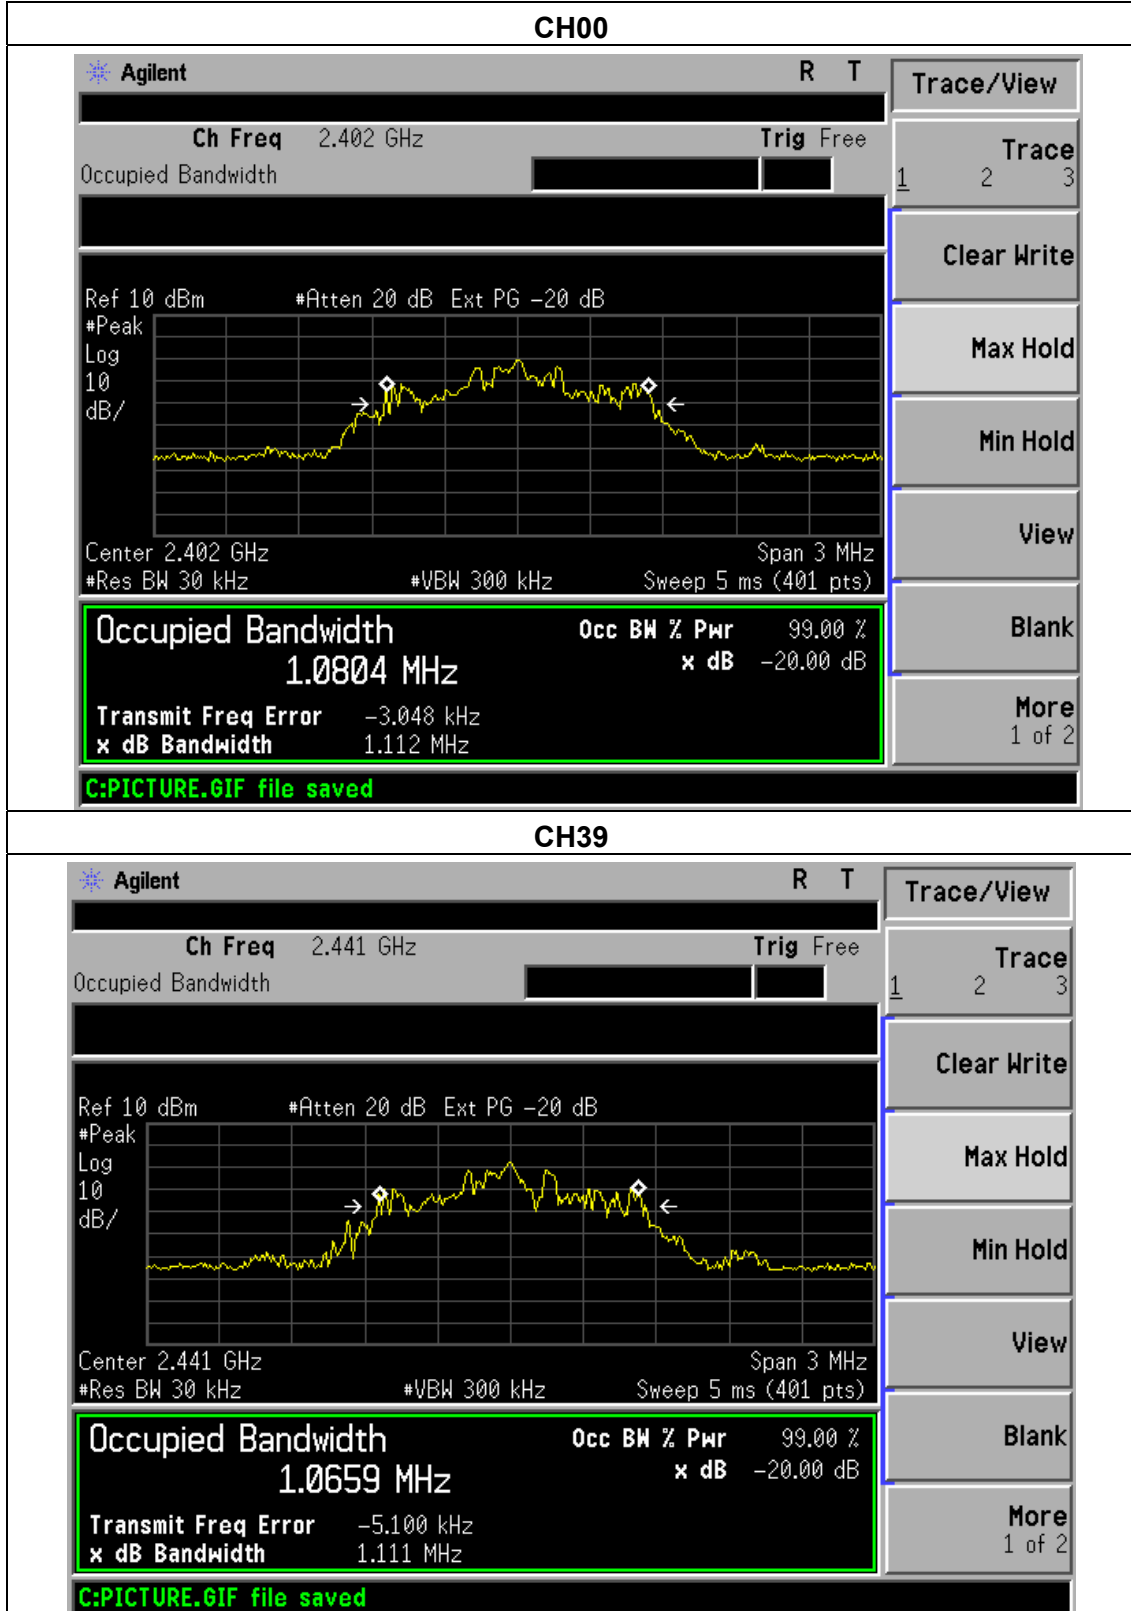 CH00
Agilent R T
Trace/View
Ch Freq 2.402 GHz Trig Free
Occupied Bandwidth
Trace
1 2 3
Clear Write
Max Hold
Min Hold
View
Blank
More
1 of 2
Ref 10 dBm #Atten 20 dB Ext PG -20 dB
#Peak
Log
10
dB/
Center 2.402 GHz Span 3 MHz
#Res BW 30 kHz #VBW 300 kHz Sweep 5 ms (401 pts)
Occupied Bandwidth Occ BW % Pwr 99.00 %
1.0804 MHz x dB -20.00 dB
Transmit Freq Error -3.048 kHz
x dB Bandwidth 1.112 MHz
C:PICTURE.GIF file saved
CH39
Agilent R T
Trace/View
Ch Freq 2.441 GHz Trig Free
Occupied Bandwidth
Trace
1 2 3
Clear Write
Max Hold
Min Hold
View
Blank
More
1 of 2
Ref 10 dBm #Atten 20 dB Ext PG -20 dB
#Peak
Log
10
dB/
Center 2.441 GHz Span 3 MHz
#Res BW 30 kHz #VBW 300 kHz Sweep 5 ms (401 pts)
Occupied Bandwidth Occ BW % Pwr 99.00 %
1.0659 MHz x dB -20.00 dB
Transmit Freq Error -5.100 kHz
x dB Bandwidth 1.111 MHz
C:PICTURE.GIF file saved